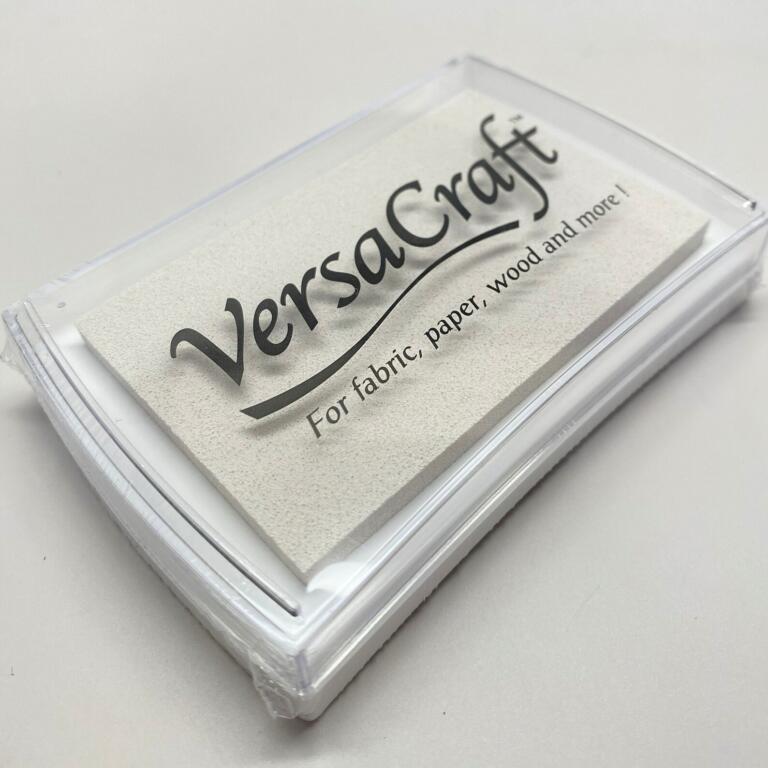 VersaCraft™
For fabric, paper, wood and more !